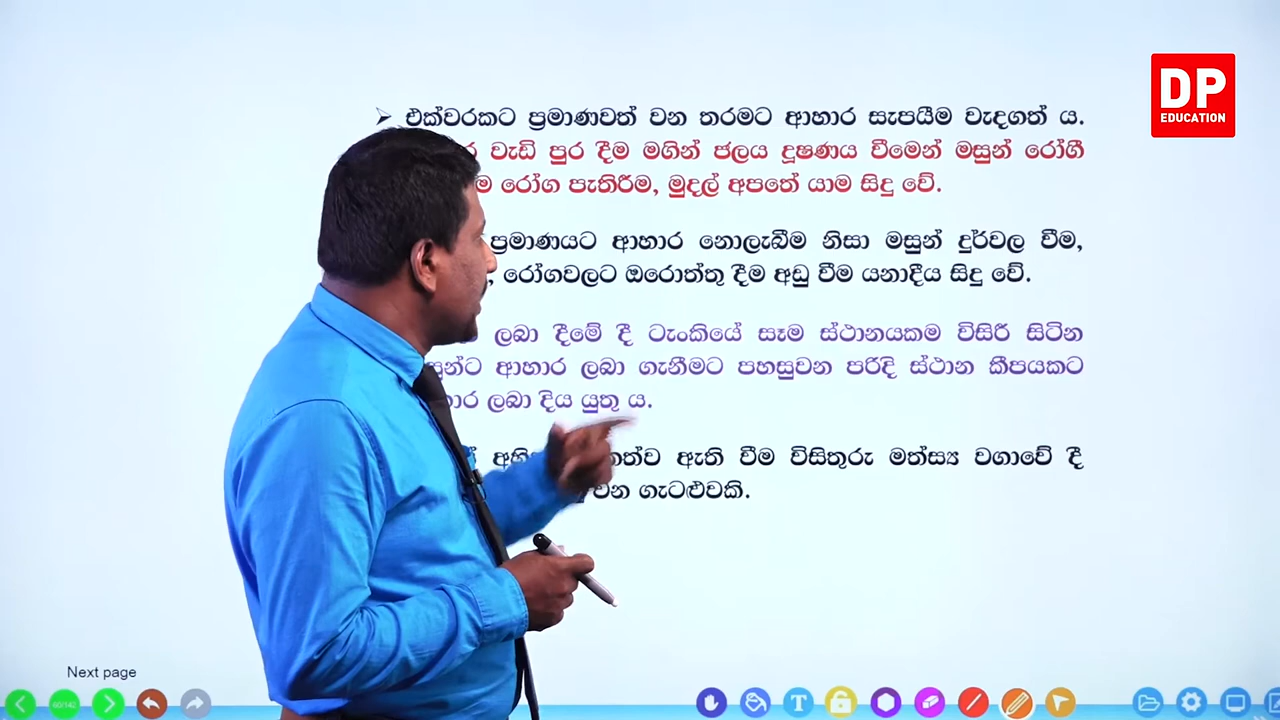 ➢ එක්වරකට ප්‍රමාණවත් වන තරමට ආහාර සැපයීම වැදගත් ය.
වැඩි පුර දීම මගින් ජලය දූෂණය වීමෙන් මසුන් රෝගී
රෝග පැතිරීම, මුදල් අපතේ යාම සිදු වේ.
ප්‍රමාණයට ආහාර නොලැබීම නිසා මසුන් දුර්වල වීම,
රෝගවලට ඔරොත්තු දීම අඩු වීම යනාදීය සිදු වේ.
ලබා දීමේ දී ටැංකියේ සෑම ස්ථානයකම විසිරී සිටින
ආහාර ලබා ගැනීමට පහසුවන පරිදි ස්ථාන කීපයකට
ලබා දිය යුතු ය.
ඇති වීම විසිතුරු මත්ස්‍ය වගාවේ දී
වන ගැටළුවකි.
DP
EDUCATION
Next page
60/142
T